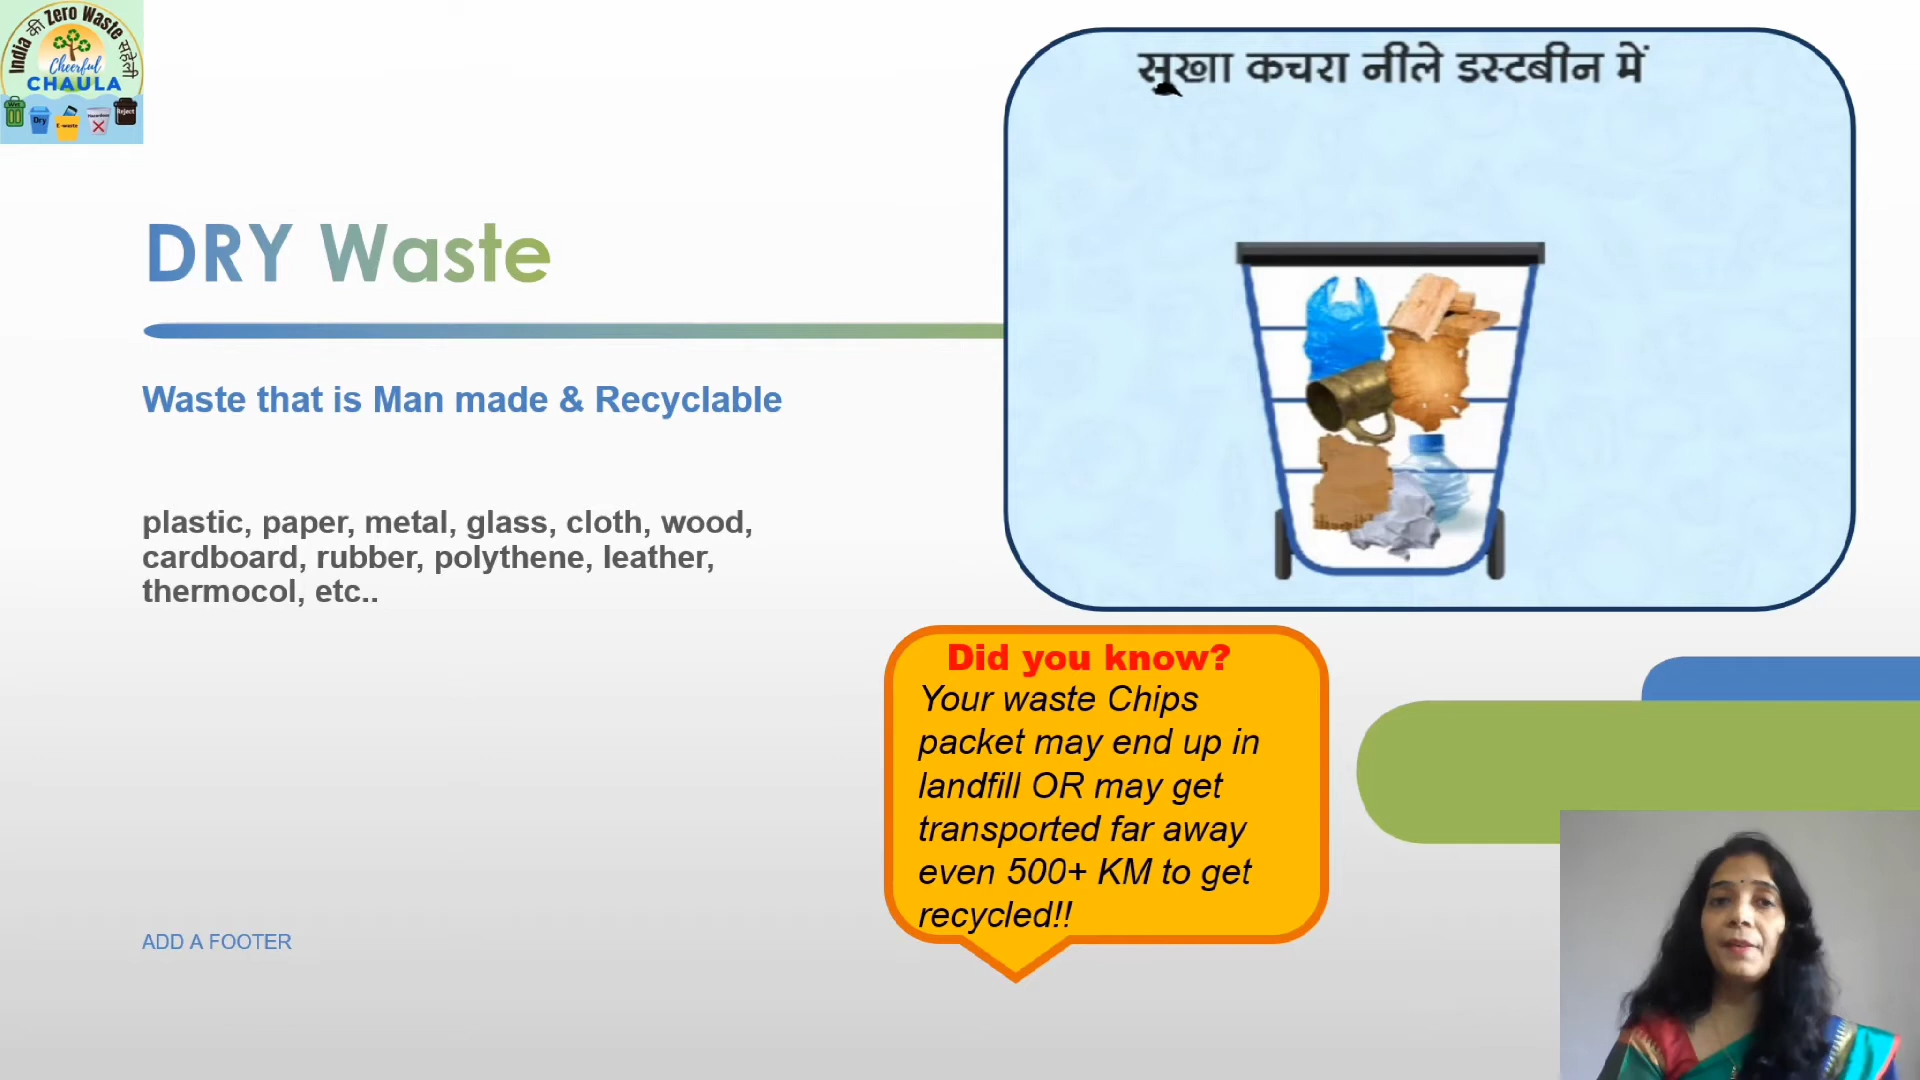 India की Zero Waste सहेली
Cheerful
CHAULA
Wet
Dry
E-waste
Hazardous
Reject
सूखा कचरा नीले डस्टबीन में
DRY Waste
Waste that is Man made & Recyclable
plastic, paper, metal, glass, cloth, wood,
cardboard, rubber, polythene, leather,
thermocol, etc..
Did you know?
Your waste Chips
packet may end up in
landfill OR may get
transported far away
even 500+ KM to get
recycled!!
ADD A FOOTER